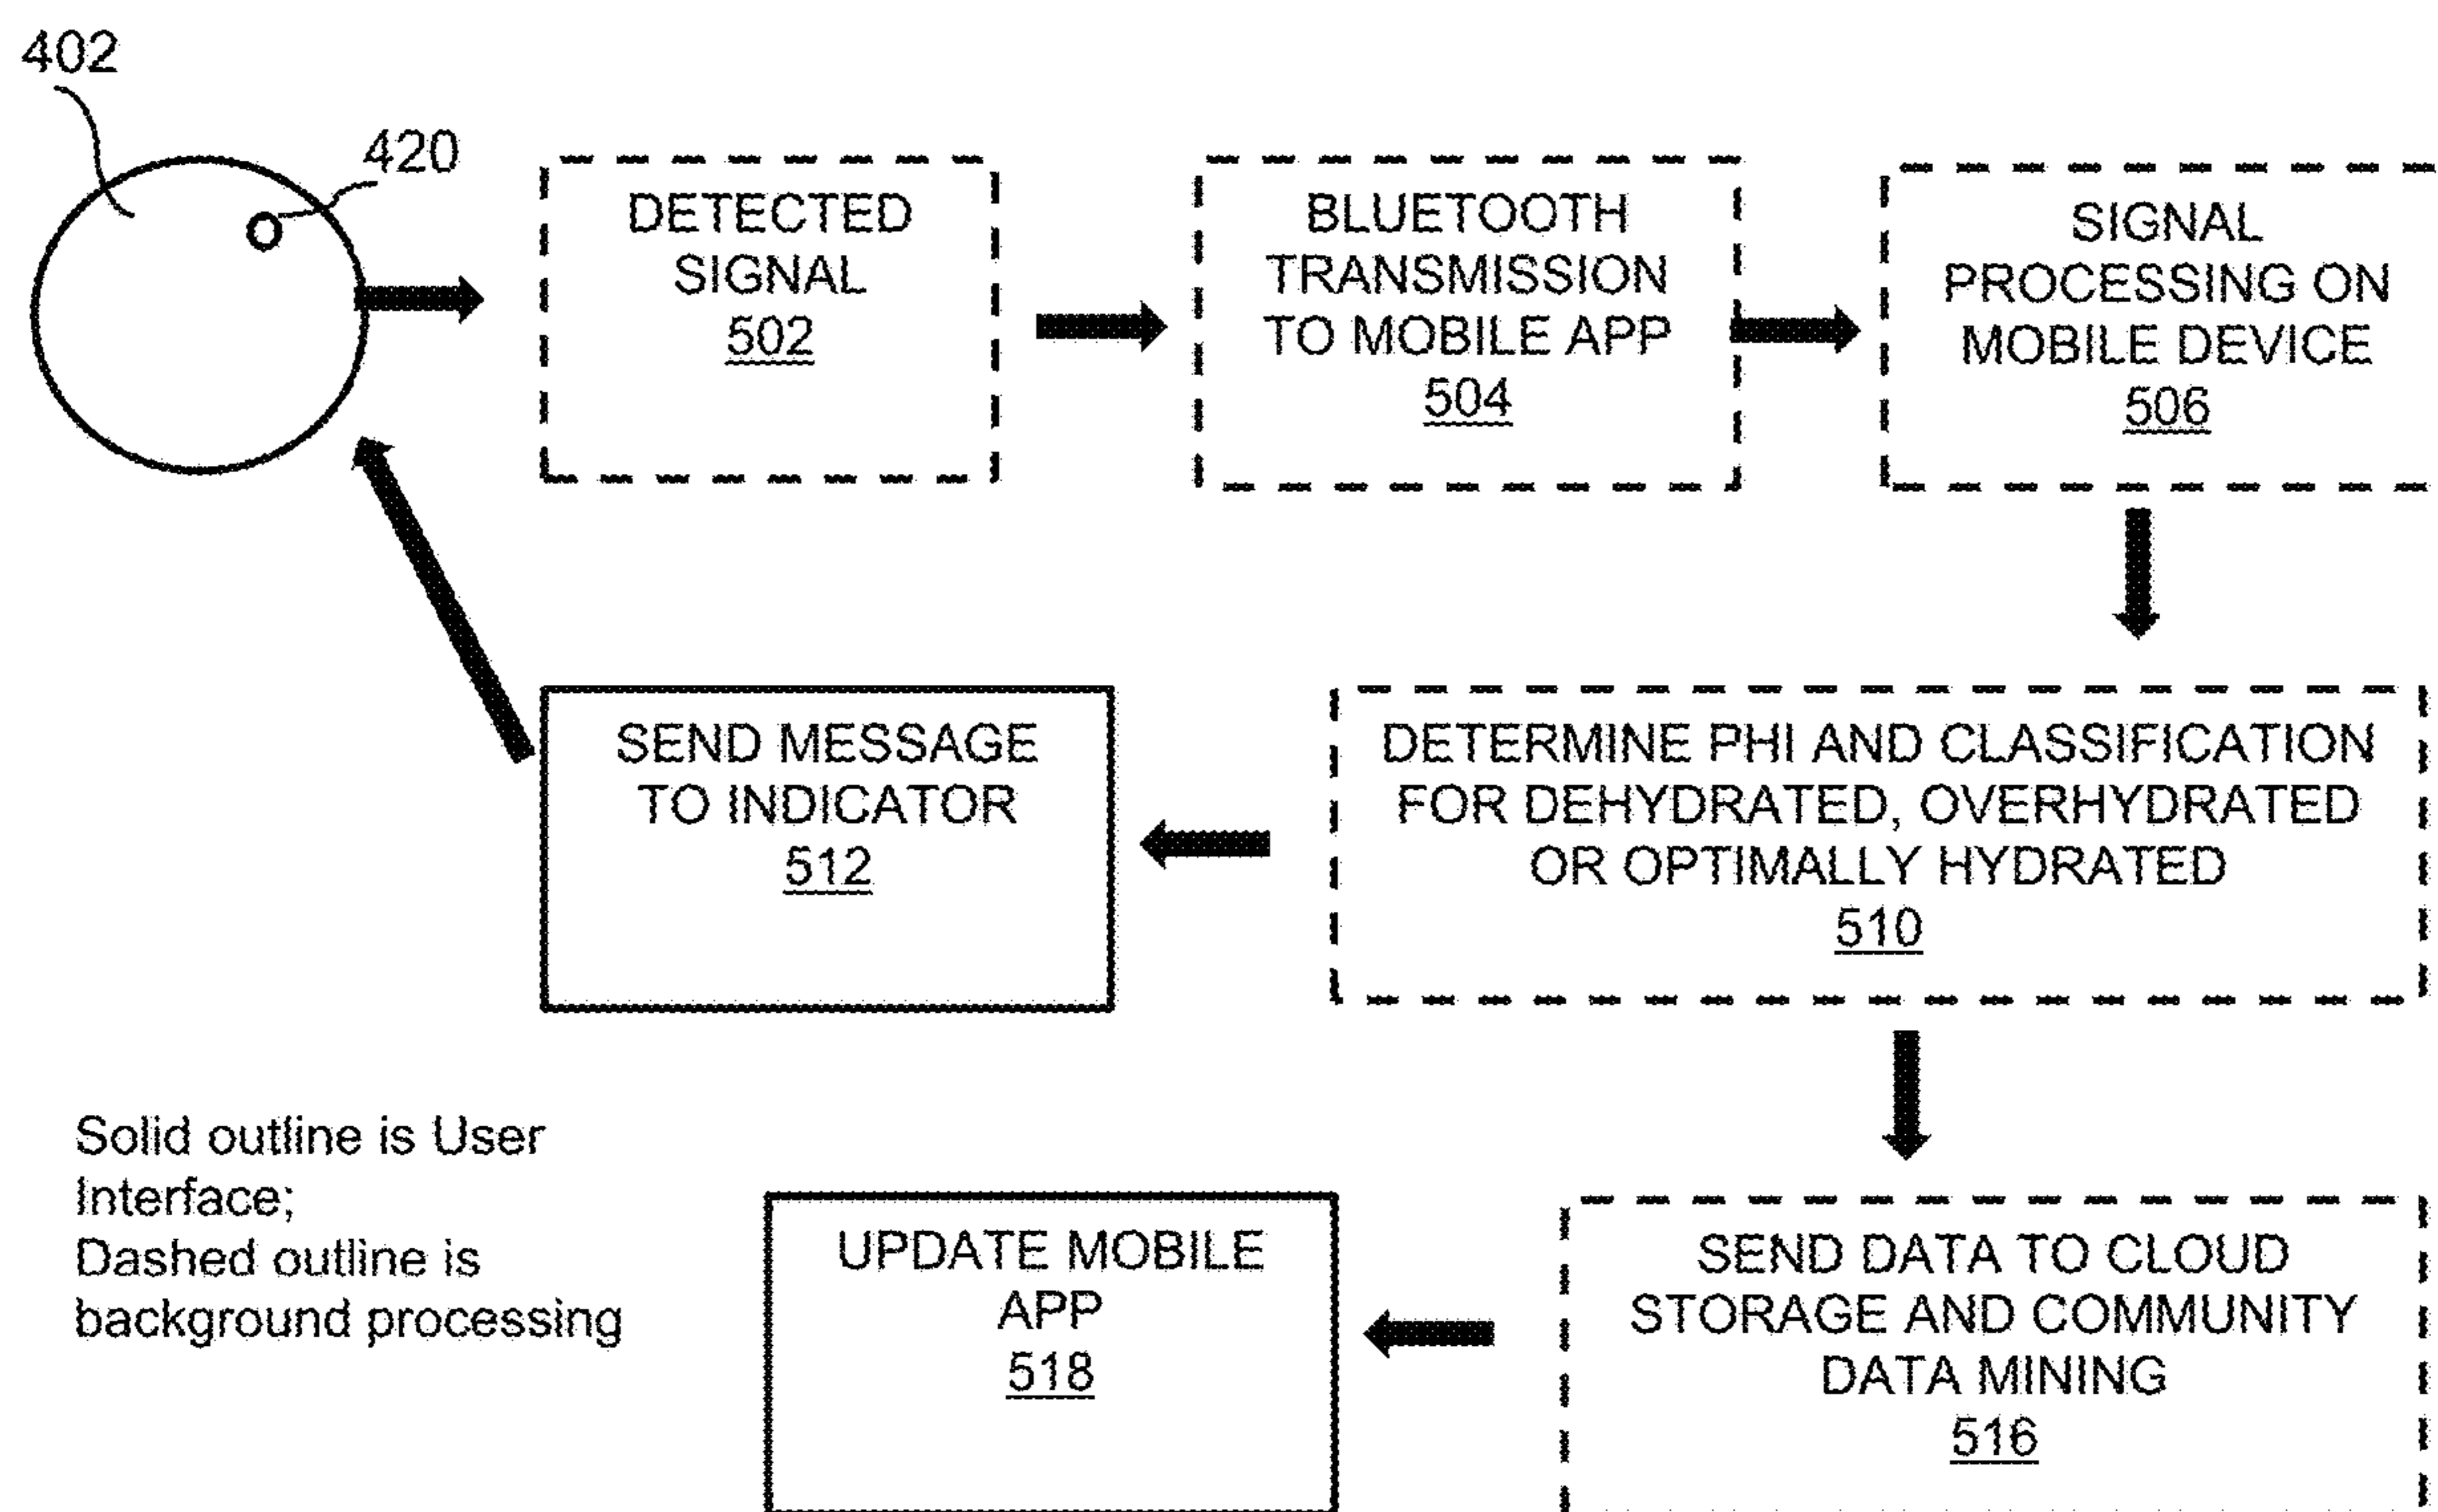 402
420
DETECTED
SIGNAL
502
BLUETOOTH
TRANSMISSION
TO MOBILE APP
504
SIGNAL
PROCESSING ON
MOBILE DEVICE
506
SEND MESSAGE
TO INDICATOR
512
DETERMINE PHI AND CLASSIFICATION
FOR DEHYDRATED, OVERHYDRATED
OR OPTIMALLY HYDRATED
510
Solid outline is User
Interface;
Dashed outline is
background processing
UPDATE MOBILE
APP
518
SEND DATA TO CLOUD
STORAGE AND COMMUNITY
DATA MINING
516